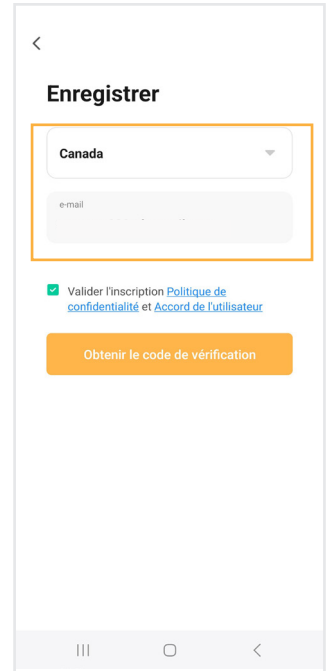 Enregistrer
Canada
e-mail
Valider l'inscription Politique de
confidentialité et Accord de l'utilisateur
Obtenir le code de vérification